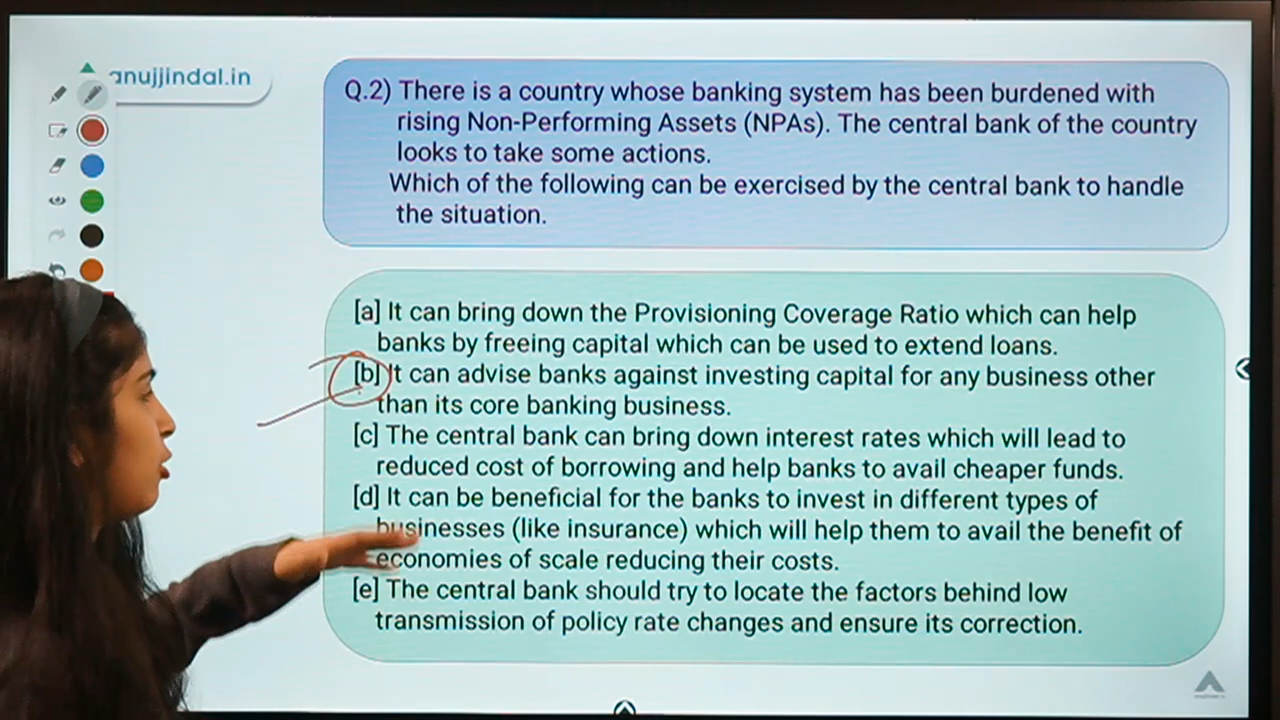 anujjindal.in
Q.2) There is a country whose banking system has been burdened with
rising Non-Performing Assets (NPAs). The central bank of the country
looks to take some actions.
Which of the following can be exercised by the central bank to handle
the situation.
[a] It can bring down the Provisioning Coverage Ratio which can help
banks by freeing capital which can be used to extend loans.
[b] It can advise banks against investing capital for any business other
than its core banking business.
[c] The central bank can bring down interest rates which will lead to
reduced cost of borrowing and help banks to avail cheaper funds.
[d] It can be beneficial for the banks to invest in different types of
businesses (like insurance) which will help them to avail the benefit of
economies of scale reducing their costs.
[e] The central bank should try to locate the factors behind low
transmission of policy rate changes and ensure its correction.